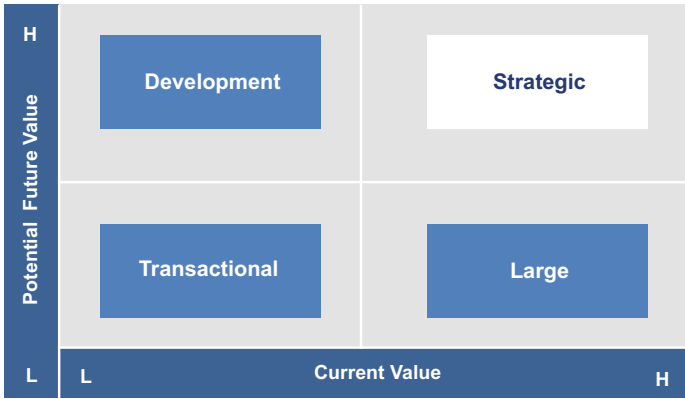 H
Development
Strategic
Potential Future Value
Transactional
Large
L
L
Current Value
H